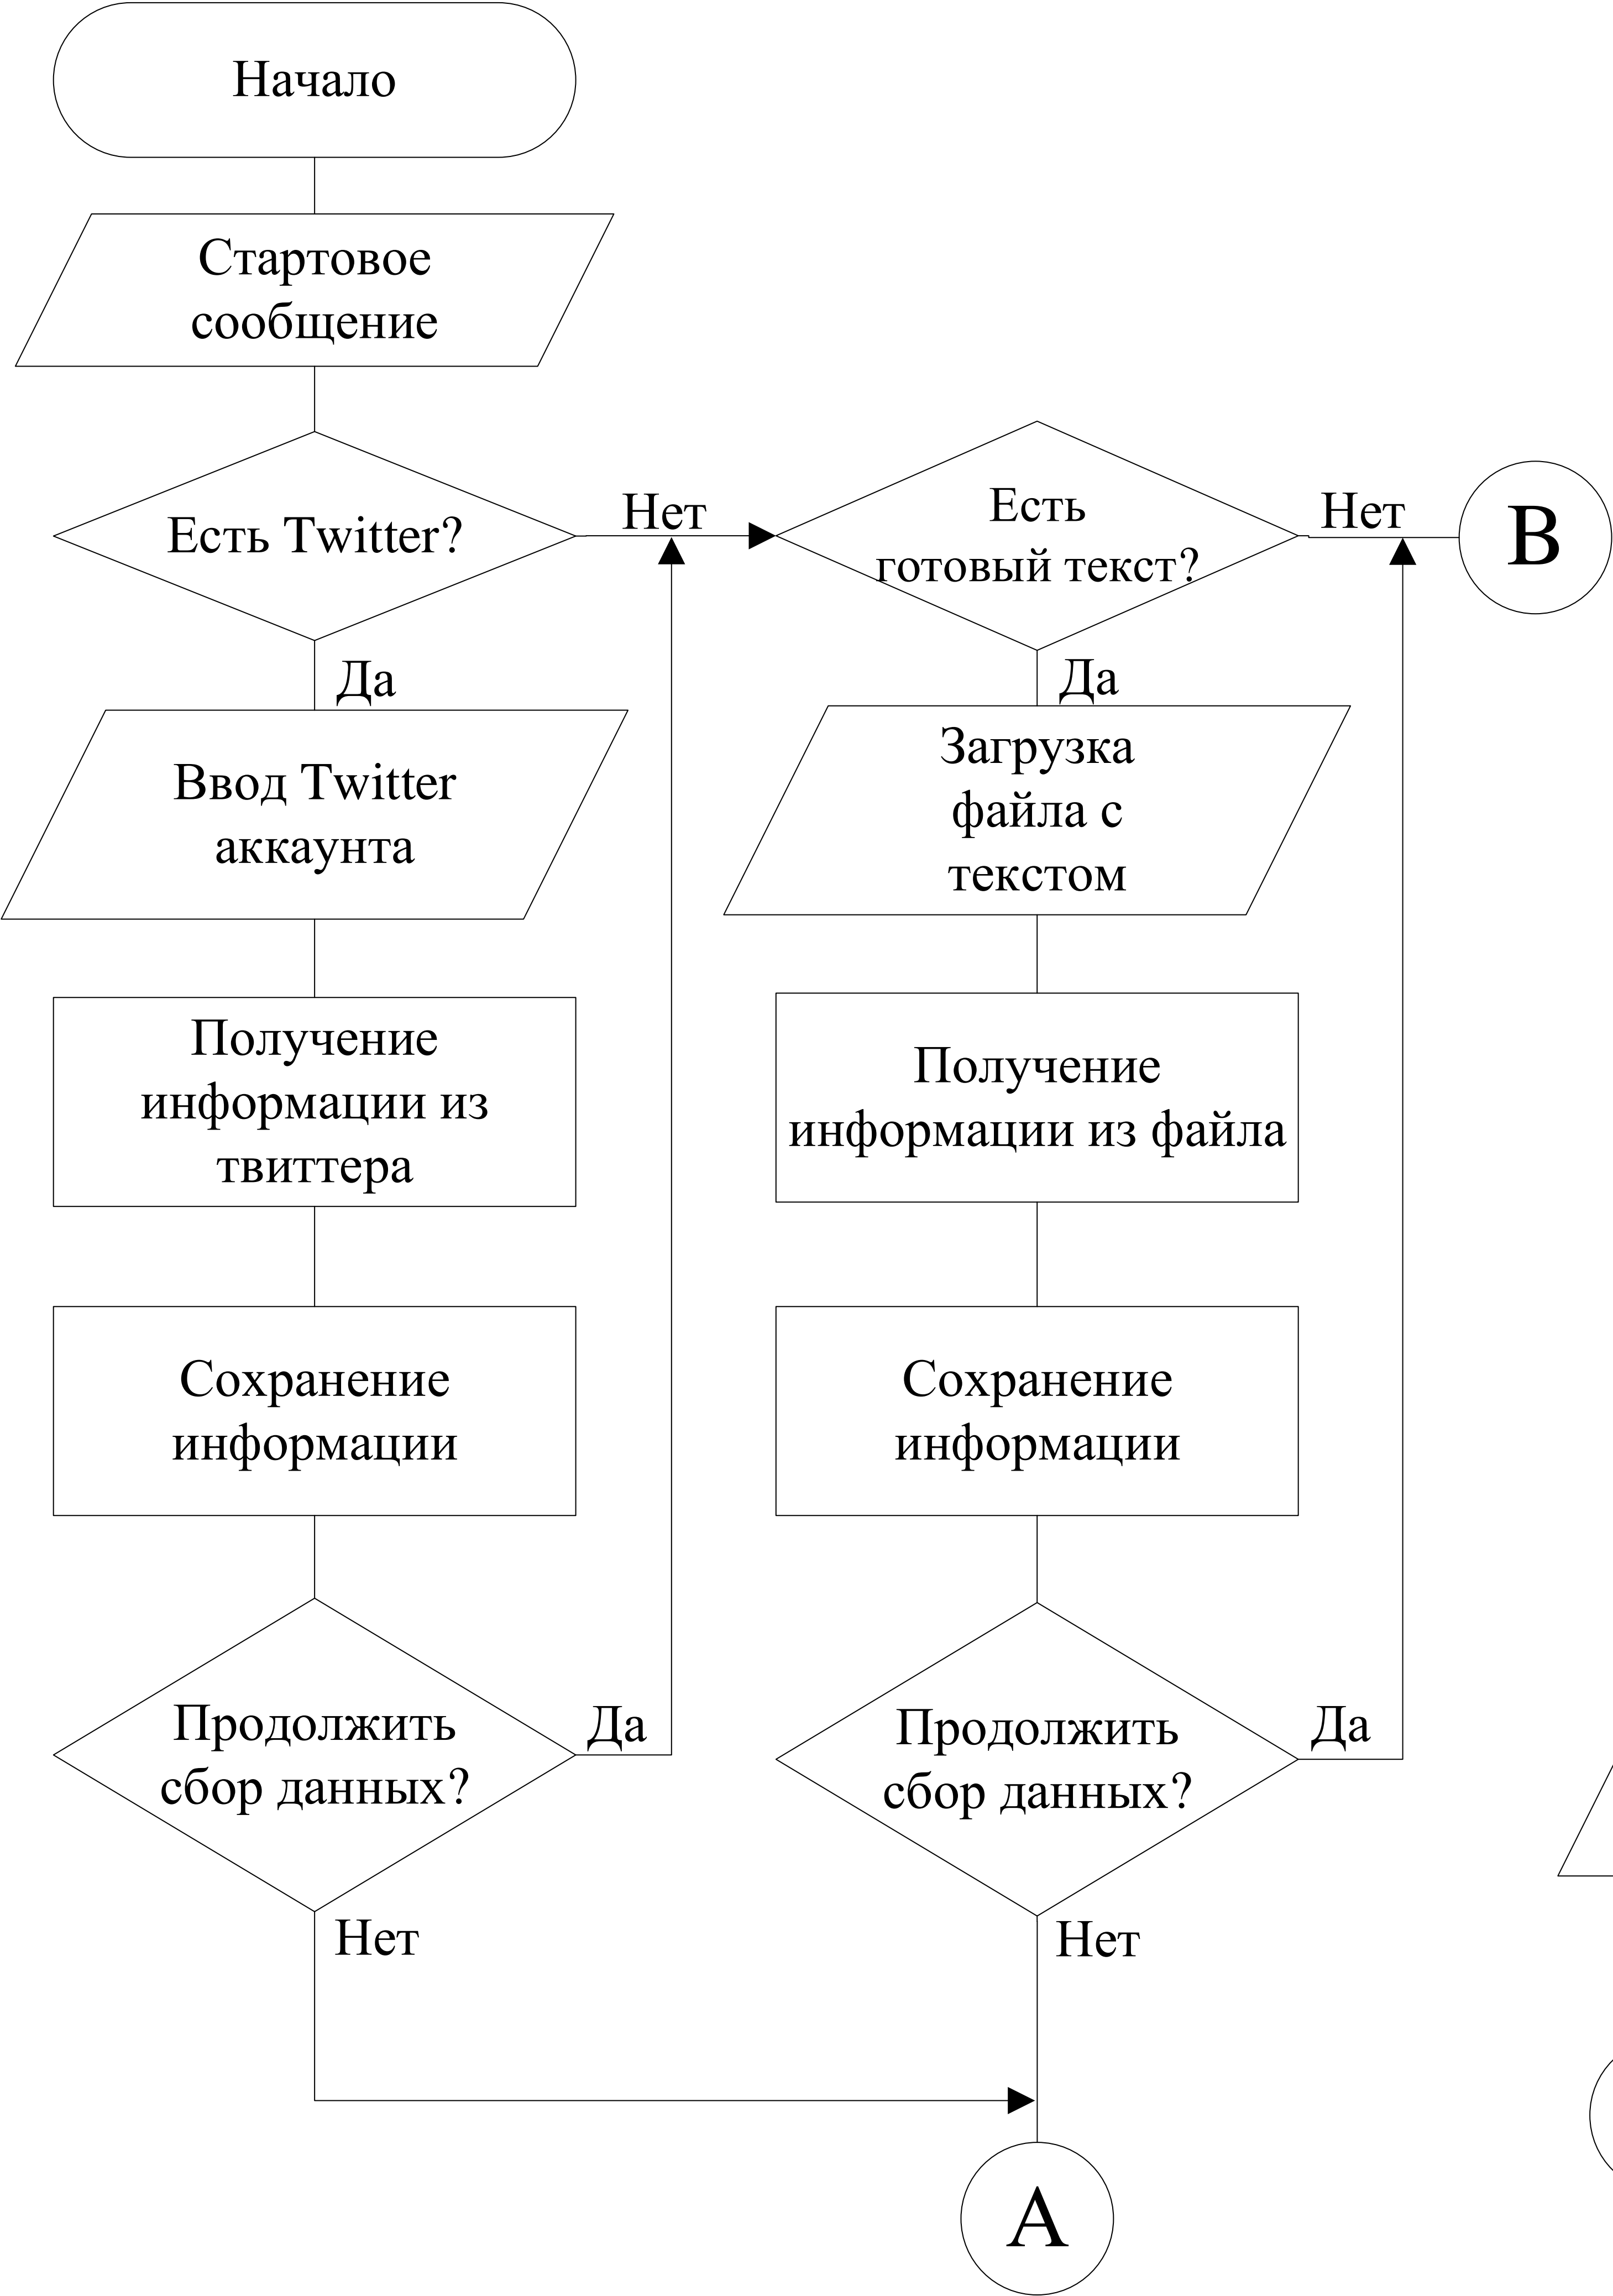 Начало
Стартовое
сообщение
Есть Twitter?
Нет
Есть
готовый текст?
Нет
B
Да
Ввод Twitter
аккаунта
Получение
информации из
твиттера
Сохранение
информации
Продолжить
сбор данных?
Да
Нет
Да
Загрузка
файла с
текстом
Получение
информации из файла
Сохранение
информации
Продолжить
сбор данных?
Да
Нет
A